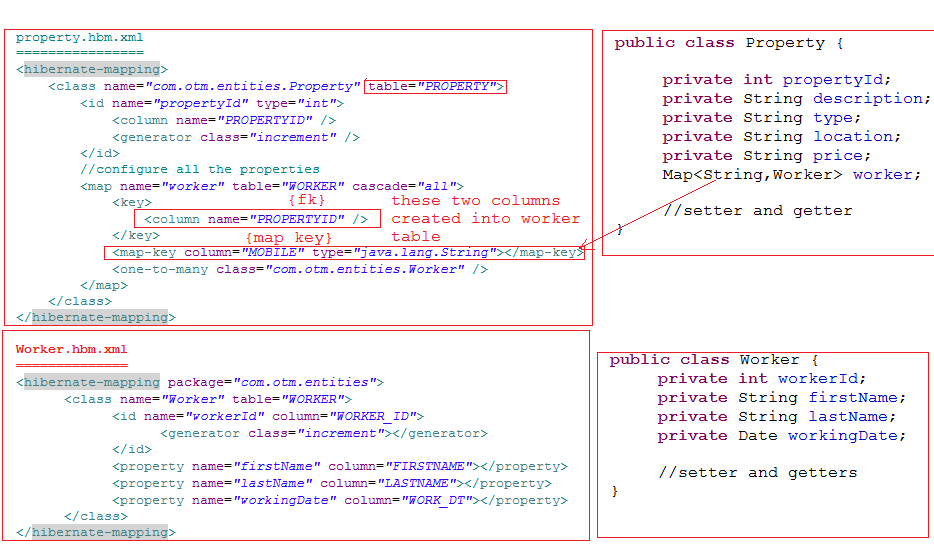 property.hbm.xml
================
<hibernate-mapping>
<class name="com.otm.entities.Property" table="PROPERTY">
<id name="propertyId" type="int">
<column name="PROPERTYID" />
<generator class="increment" />
</id>
//configure all the properties
<map name="worker" table="WORKER" cascade="all">
<key> {fk}
<column name="PROPERTYID" />
</key> {map key}
these two columns
created into worker
table
<map-key column="MOBILE" type="java.lang.String"></map-key>
<one-to-many class="com.otm.entities.Worker" />
</map>
</class>
</hibernate-mapping>
public class Property {
private int propertyId;
private String description;
private String type;
private String location;
private String price;
Map<String,Worker> worker;
//setter and getter
}
Worker.hbm.xml
==============
<hibernate-mapping package="com.otm.entities">
<class name="Worker" table="WORKER">
<id name="workerId" column="WORKER_ID">
<generator class="increment"></generator>
</id>
<property name="firstName" column="FIRSTNAME"></property>
<property name="lastName" column="LASTNAME"></property>
<property name="workingDate" column="WORK_DT"></property>
</class>
</hibernate-mapping>
public class Worker {
private int workerId;
private String firstName;
private String lastName;
private Date workingDate;
//setter and getters
}